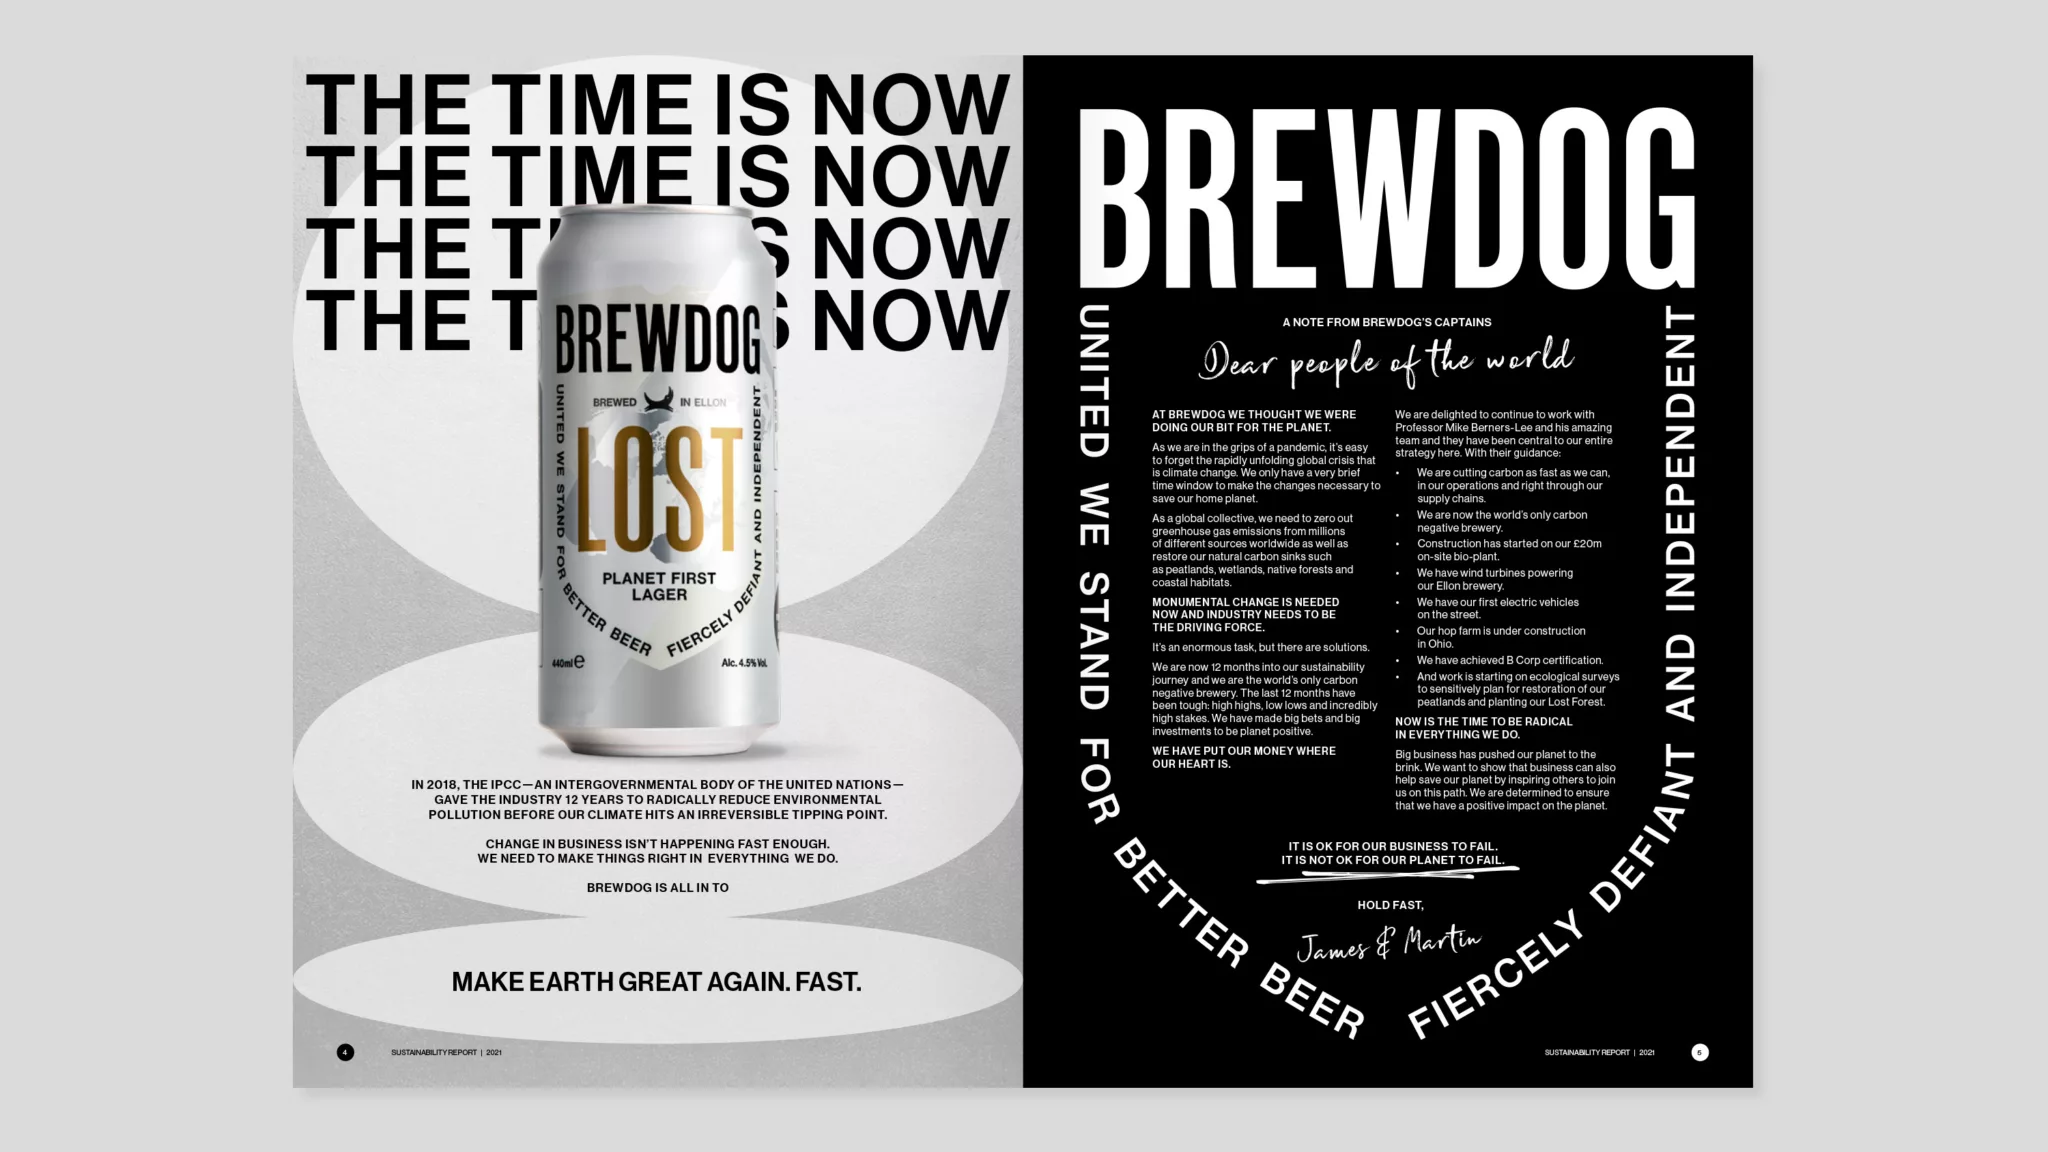 THE TIME IS NOW
THE TIME IS NOW
THE T S NOW
THE T S NOW
BREWDOG
BREWED IN ELLON
LOST
PLANET FIRST
LAGER
UNITED WE STAND FOR BETTER BEER
FIERCELY DEFIANT AND INDEPENDENT
440ml e
Alc. 4.5% Vol.
IN 2018, THE IPCC—AN INTERGOVERNMENTAL BODY OF THE UNITED NATIONS—
GAVE THE INDUSTRY 12 YEARS TO RADICALLY REDUCE ENVIRONMENTAL
POLLUTION BEFORE OUR CLIMATE HITS AN IRREVERSIBLE TIPPING POINT.
CHANGE IN BUSINESS ISN'T HAPPENING FAST ENOUGH.
WE NEED TO MAKE THINGS RIGHT IN EVERYTHING WE DO.
BREWDOG IS ALL IN TO
MAKE EARTH GREAT AGAIN. FAST.
4
SUSTAINABILITY REPORT | 2021
BREWDOG
UNITED WE STAND FOR BETTER BEER
FIERCELY DEFIANT AND INDEPENDENT
A NOTE FROM BREWDOG'S CAPTAINS
Dear people of the world
AT BREWDOG WE THOUGHT WE WERE
DOING OUR BIT FOR THE PLANET.
As we are in the grips of a pandemic, it's easy
to forget the rapidly unfolding global crisis that
is climate change. We only have a very brief
time window to make the changes necessary to
save our home planet.
As a global collective, we need to zero out
greenhouse gas emissions from millions
of different sources worldwide as well as
restore our natural carbon sinks such
as peatlands, wetlands, native forests and
coastal habitats.
MONUMENTAL CHANGE IS NEEDED
NOW AND INDUSTRY NEEDS TO BE
THE DRIVING FORCE.
It's an enormous task, but there are solutions.
We are now 12 months into our sustainability
journey and we are the world's only carbon
negative brewery. The last 12 months have
been tough: high highs, low lows and incredibly
high stakes. We have made big bets and big
investments to be planet positive.
WE HAVE PUT OUR MONEY WHERE
OUR HEART IS.
We are delighted to continue to work with
Professor Mike Berners-Lee and his amazing
team and they have been central to our entire
strategy here. With their guidance:
• We are cutting carbon as fast as we can,
in our operations and right through our
supply chains.
• We are now the world's only carbon
negative brewery.
• Construction has started on our £20m
on-site bio-plant.
• We have wind turbines powering
our Ellon brewery.
• We have our first electric vehicles
on the street.
• Our hop farm is under construction
in Ohio.
• We have achieved B Corp certification.
• And work is starting on ecological surveys
to sensitively plan for restoration of our
peatlands and planting our Lost Forest.
NOW IS THE TIME TO BE RADICAL
IN EVERYTHING WE DO.
Big business has pushed our planet to the
brink. We want to show that business can also
help save our planet by inspiring others to join
us on this path. We are determined to ensure
that we have a positive impact on the planet.
IT IS OK FOR OUR BUSINESS TO FAIL.
IT IS NOT OK FOR OUR PLANET TO FAIL.
HOLD FAST,
James & Martin
SUSTAINABILITY REPORT | 2021
5